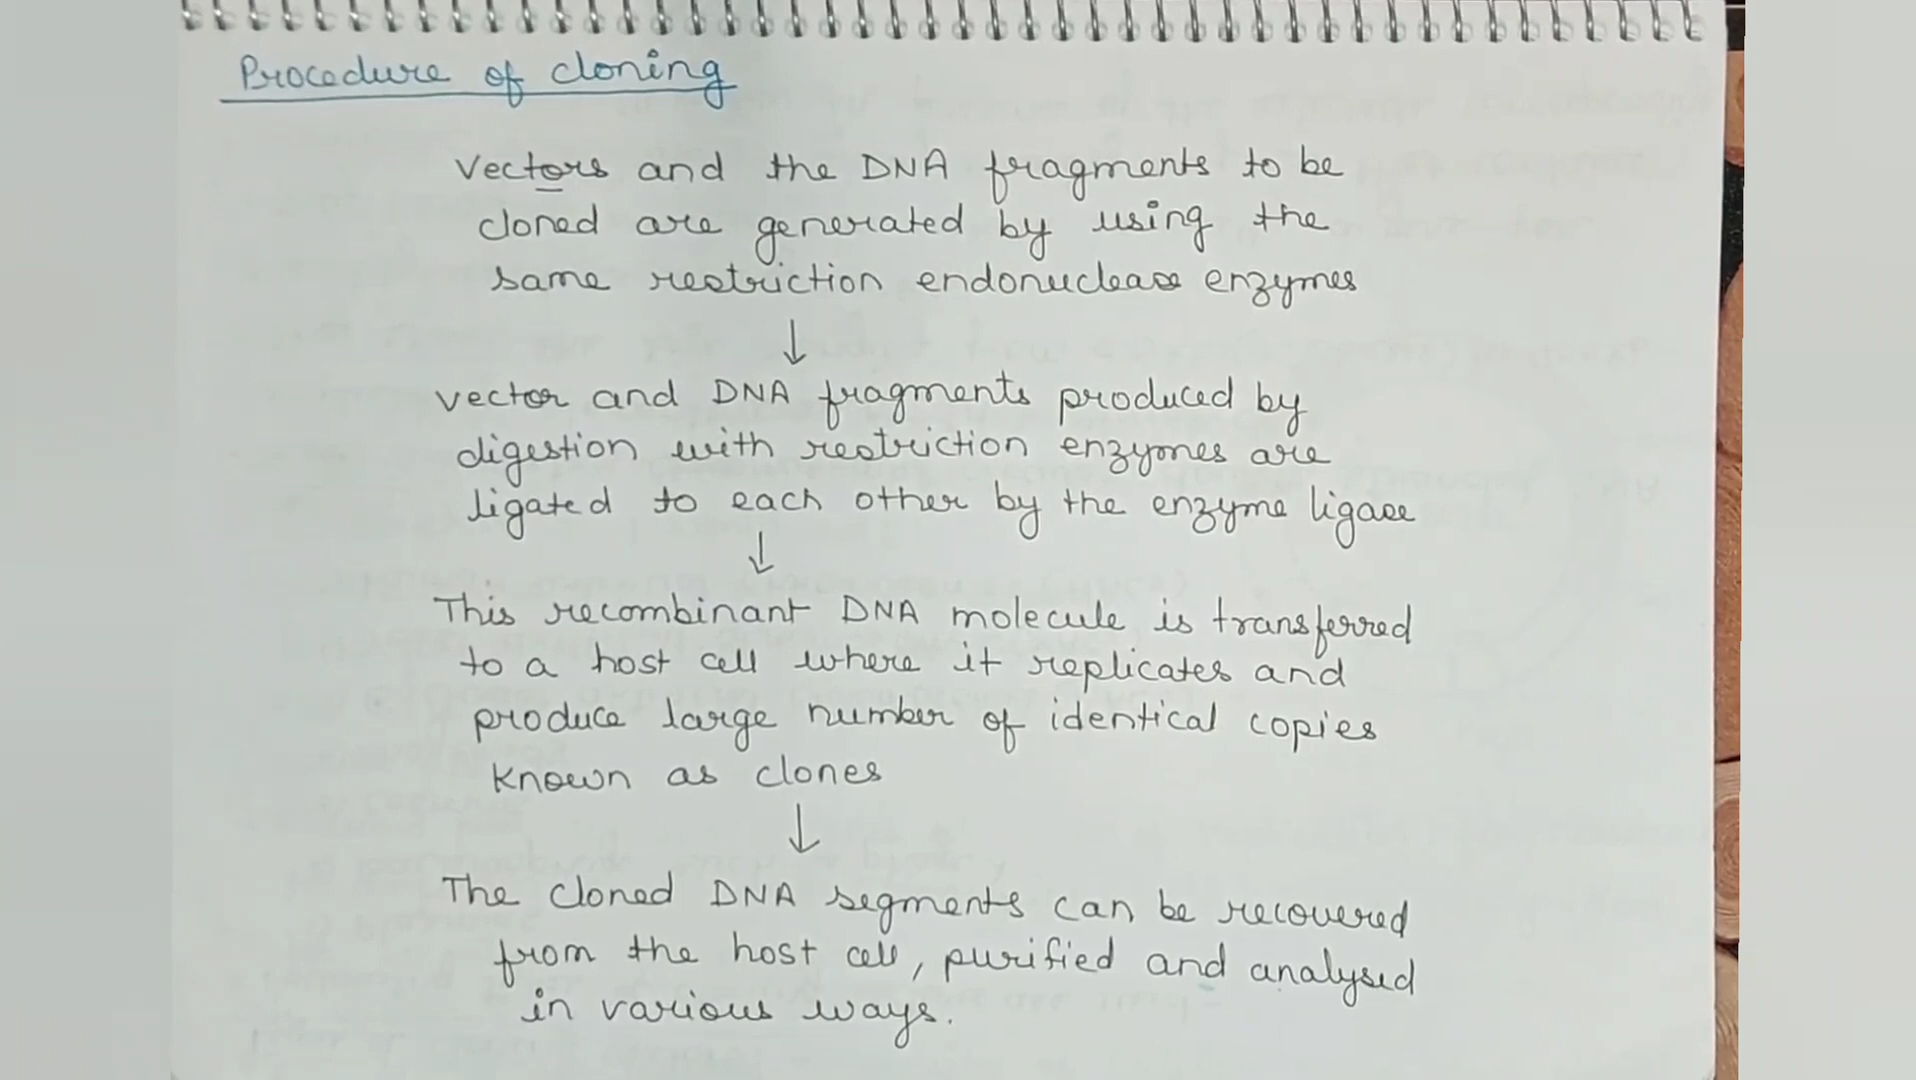 Procedure of cloning
Vectors and the DNA fragments to be
cloned are generated by using the
same restriction endonuclease enzymes
↓
vector and DNA fragments produced by
digestion with restriction enzymes are
ligated to each other by the enzyme ligase
↓
This recombinant DNA molecule is transferred
to a host cell where it replicates and
produce large number of identical copies
known as clones
↓
The cloned DNA segments can be recovered
from the host cell, purified and analysed
in various ways.